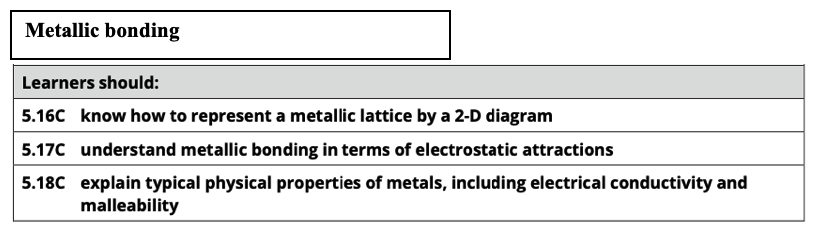 Metallic bonding
Learners should:
5.16C know how to represent a metallic lattice by a 2-D diagram
5.17C understand metallic bonding in terms of electrostatic attractions
5.18C explain typical physical properties of metals, including electrical conductivity and
malleability